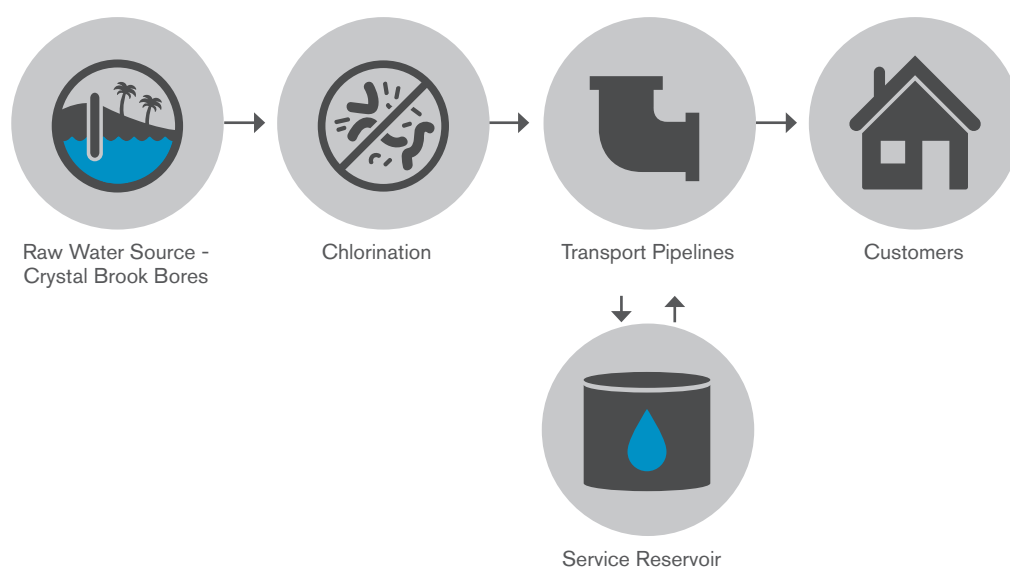 Raw Water Source -
Crystal Brook Bores
Chlorination
Transport Pipelines
Customers
Service Reservoir